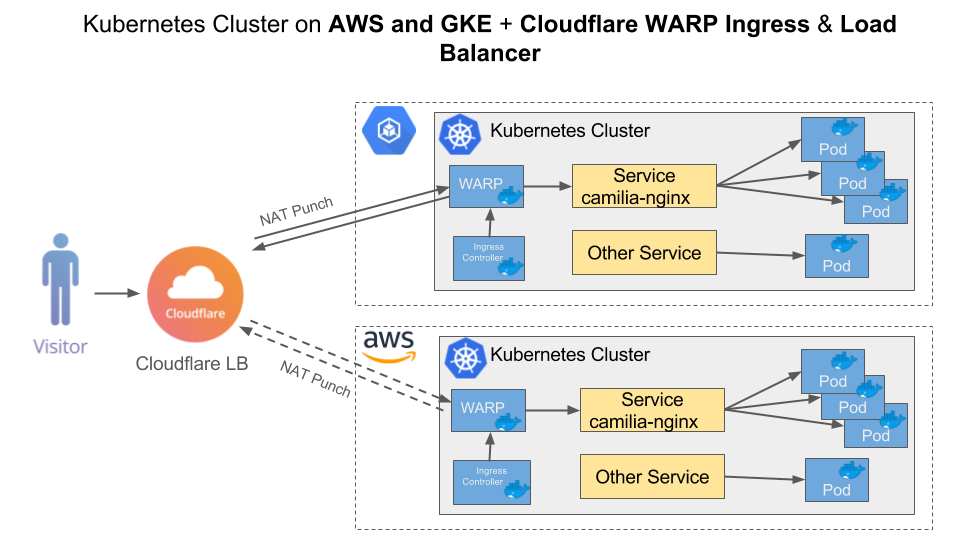 Kubernetes Cluster on AWS and GKE + Cloudflare WARP Ingress & Load
Balancer
Kubernetes Cluster
Pod
Pod
Pod
WARP
Service
camilia-nginx
NAT Punch
Ingress
Controller
Other Service
Pod
Visitor
Cloudflare
Cloudflare LB
NAT Punch
aws
Kubernetes Cluster
Pod
Pod
Pod
WARP
Service
camilia-nginx
Ingress
Controller
Other Service
Pod